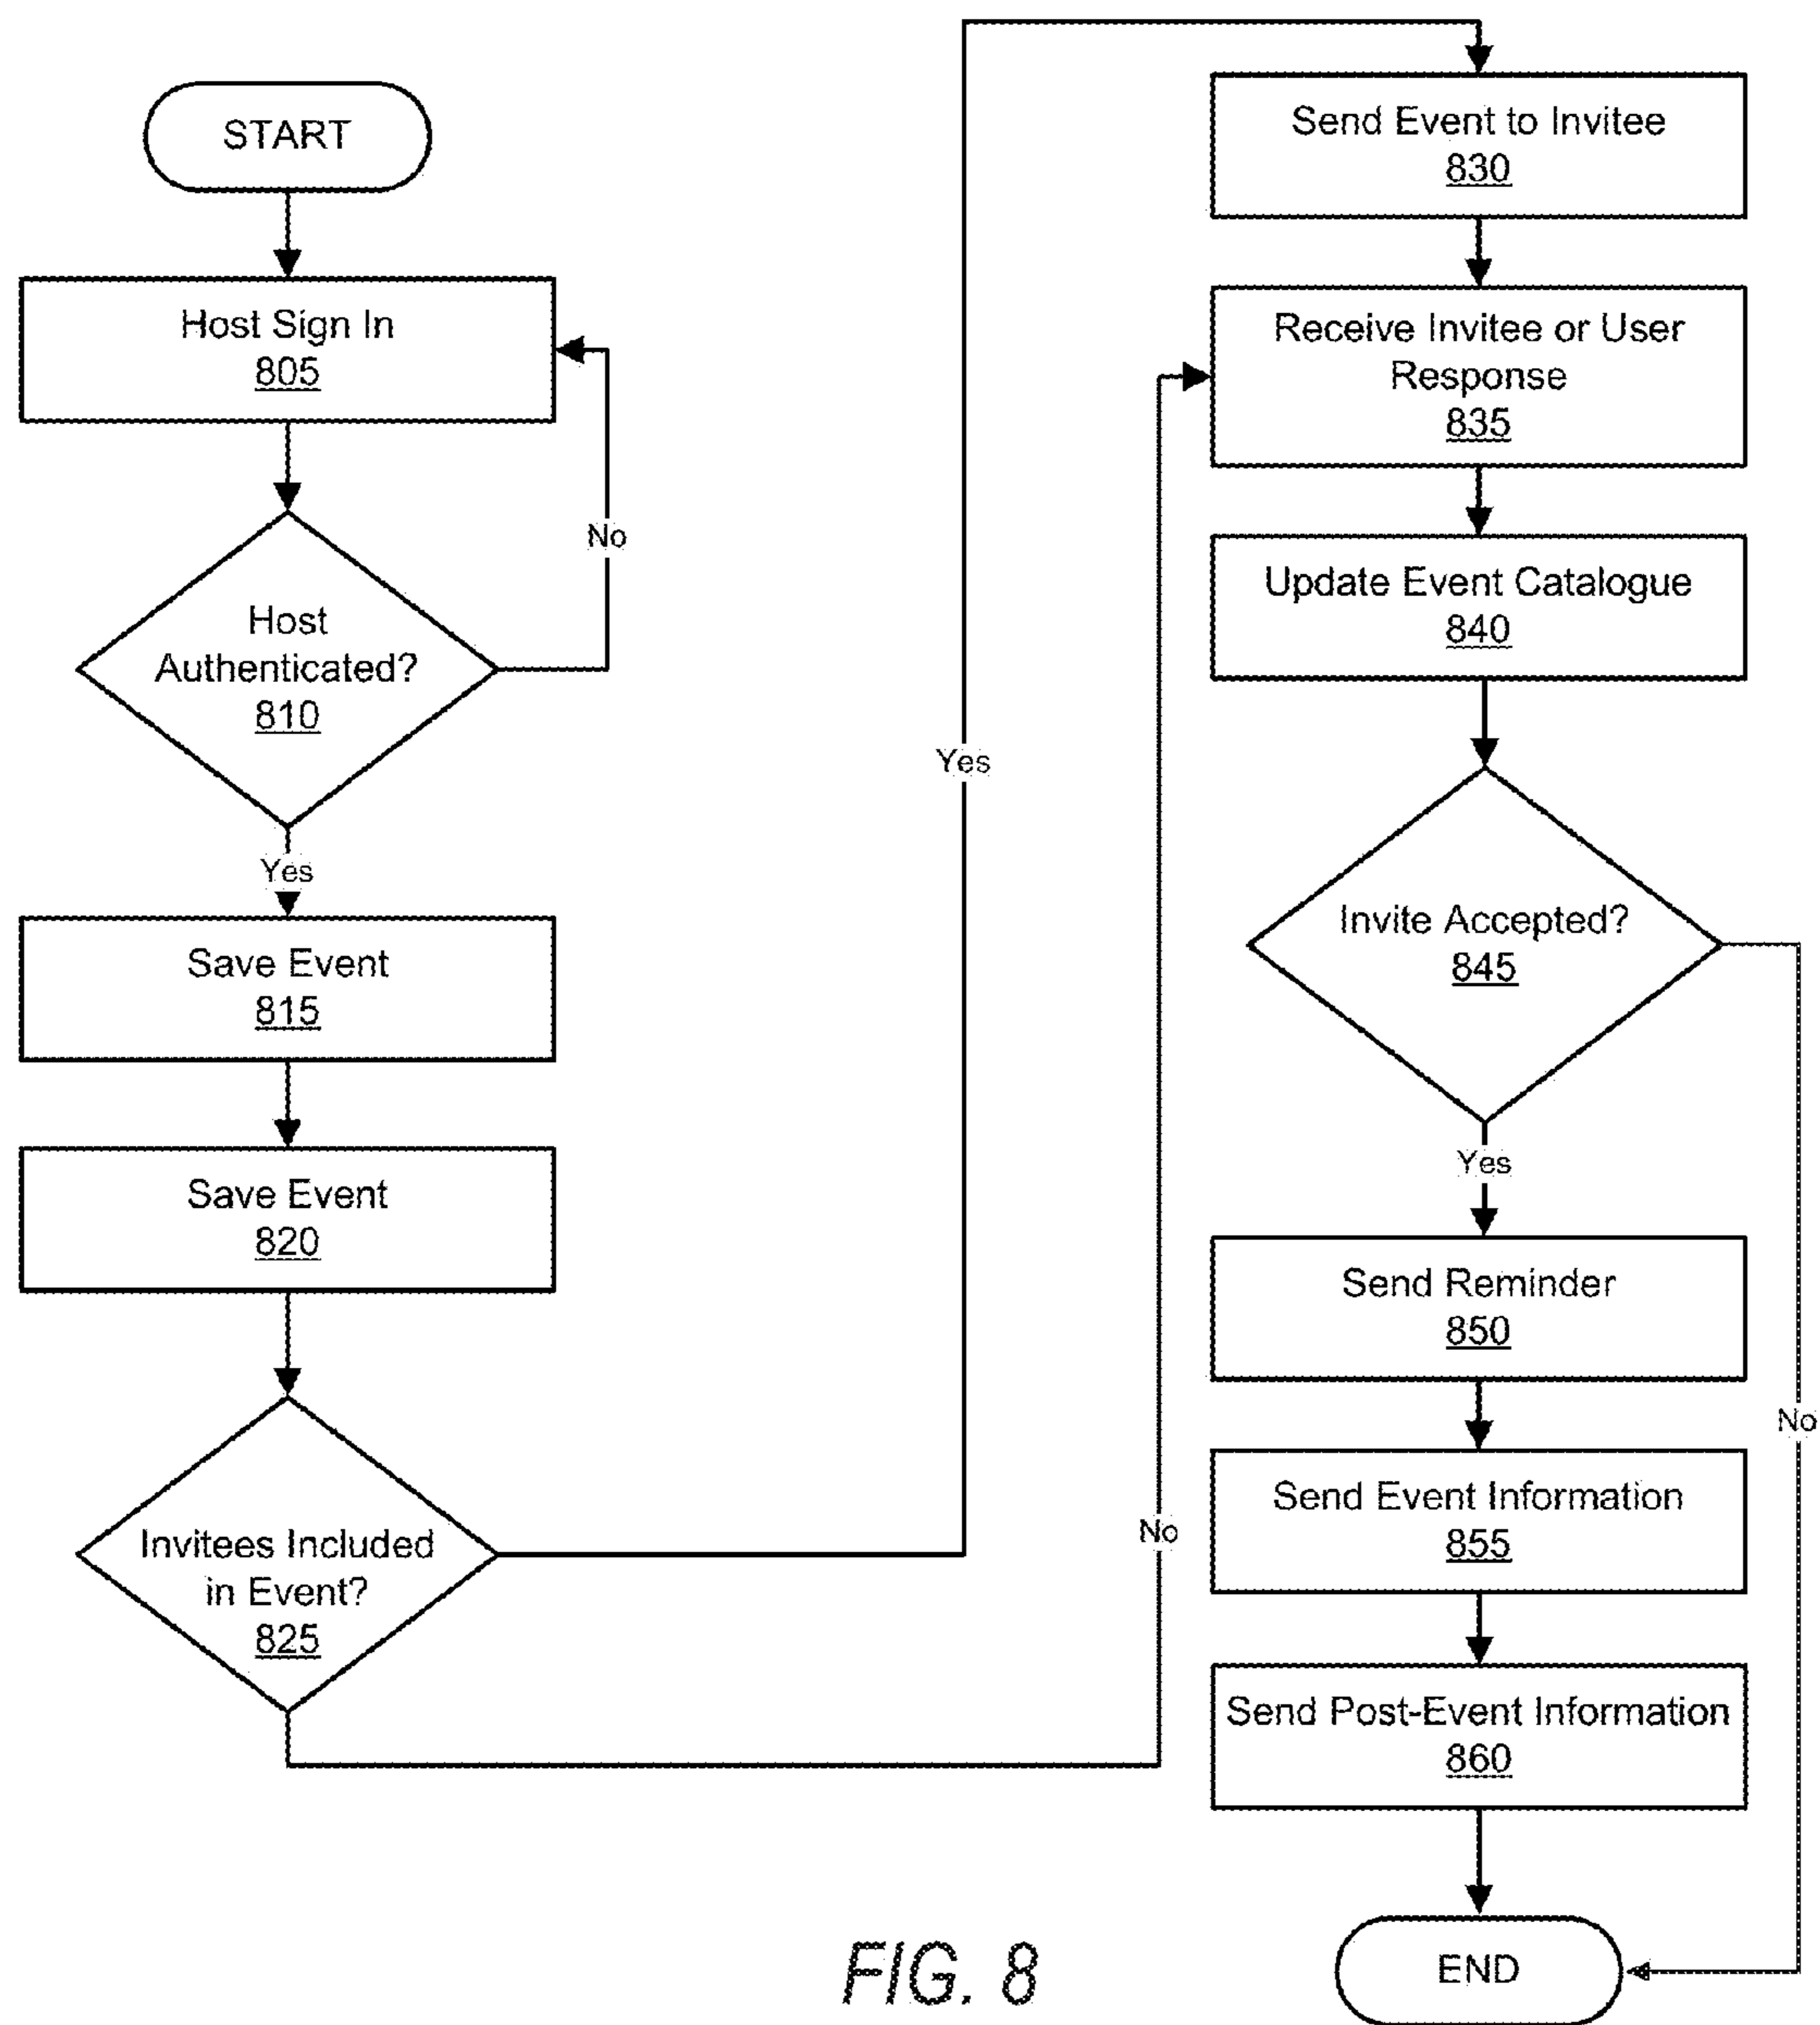 START
Host Sign In
805
No
Host
Authenticated?
810
Yes
Save Event
815
Save Event
820
Invitees Included
in Event?
825
Yes
No
Send Event to Invitee
830
Receive Invitee or User
Response
835
Update Event Catalogue
840
Invite Accepted?
845
Yes
No
Send Reminder
850
Send Event Information
855
Send Post-Event Information
860
END
FIG. 8